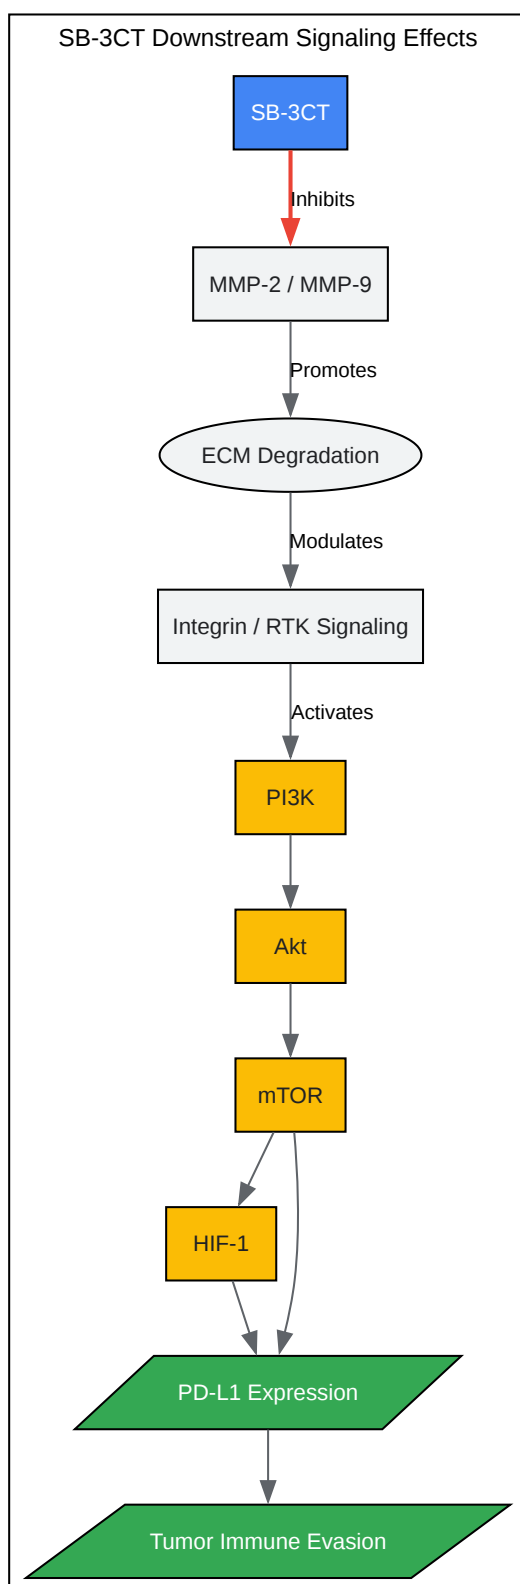 SB-3CT Downstream Signaling Effects
SB-3CT
Inhibits
MMP-2 / MMP-9
Promotes
ECM Degradation
Modulates
Integrin / RTK Signaling
Activates
PI3K
Akt
mTOR
HIF-1
PD-L1 Expression
Tumor Immune Evasion